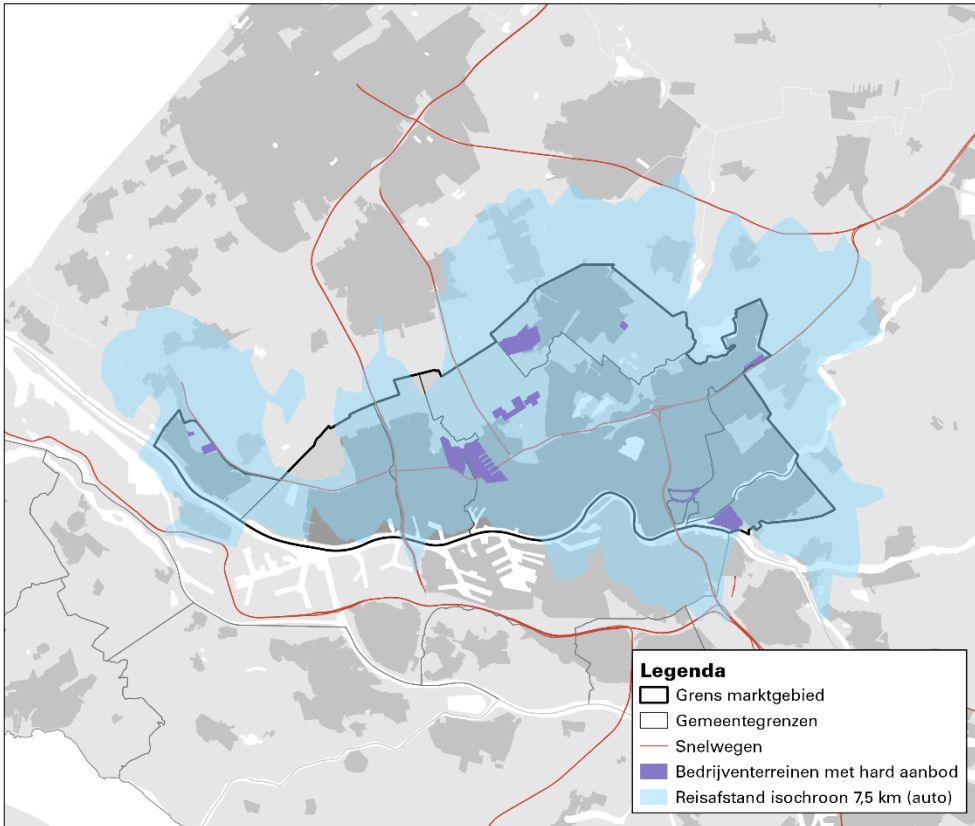 Legenda
Grens marktgebied
Gemeentegrenzen
Snelwegen
Bedrijventerreinen met hard aanbod
Reisafstand isochroon 7,5 km (auto)